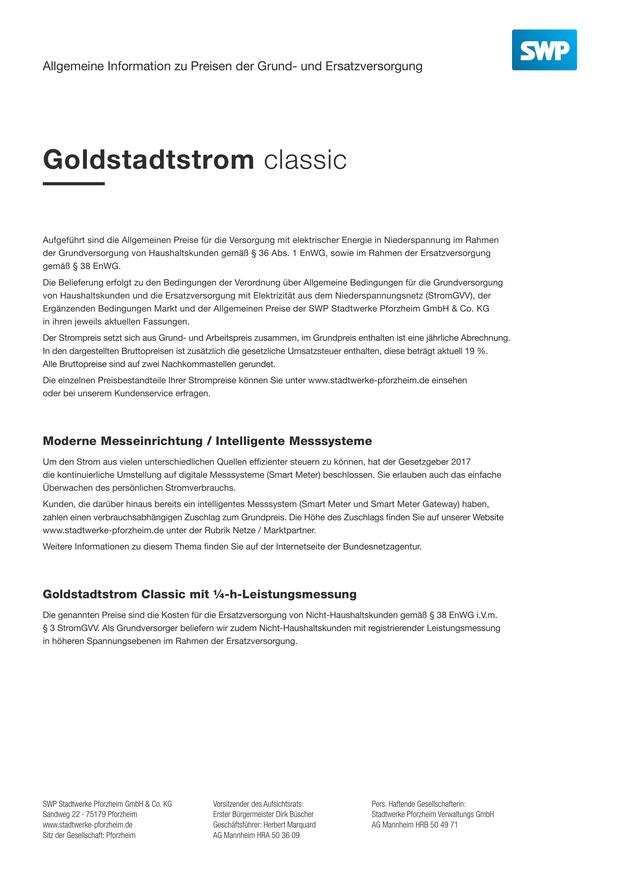 SWP
Allgemeine Information zu Preisen der Grund- und Ersatzversorgung
Goldstadtstrom classic
Aufgeführt sind die Allgemeinen Preise für die Versorgung mit elektrischer Energie in Niederspannung im Rahmen
der Grundversorgung von Haushaltskunden gemäß § 36 Abs. 1 EnWG, sowie im Rahmen der Ersatzversorgung
gemäß § 38 EnWG.
Die Belieferung erfolgt zu den Bedingungen der Verordnung über Allgemeine Bedingungen für die Grundversorgung
von Haushaltskunden und die Ersatzversorgung mit Elektrizität aus dem Niederspannungsnetz (StromGVV), der
Ergänzenden Bedingungen Markt und der Allgemeinen Preise der SWP Stadtwerke Pforzheim GmbH & Co. KG
in ihren jeweils aktuellen Fassungen.
Der Strompreis setzt sich aus Grund- und Arbeitspreis zusammen, im Grundpreis enthalten ist eine jährliche Abrechnung.
In den dargestellten Bruttopreisen ist zusätzlich die gesetzliche Umsatzsteuer enthalten, diese beträgt aktuell 19 %.
Alle Bruttopreise sind auf zwei Nachkommastellen gerundet.
Die einzelnen Preisbestandteile Ihrer Strompreise können Sie unter www.stadtwerke-pforzheim.de einsehen
oder bei unserem Kundenservice erfragen.
Moderne Messeinrichtung / Intelligente Messsysteme
Um den Strom aus vielen unterschiedlichen Quellen effizienter steuern zu können, hat der Gesetzgeber 2017
die kontinuierliche Umstellung auf digitale Messsysteme (Smart Meter) beschlossen. Sie erlauben auch das einfache
Überwachen des persönlichen Stromverbrauchs.
Kunden, die darüber hinaus bereits ein intelligentes Messsystem (Smart Meter und Smart Meter Gateway) haben,
zahlen einen verbrauchsabhängigen Zuschlag zum Grundpreis. Die Höhe des Zuschlags finden Sie auf unserer Website
www.stadtwerke-pforzheim.de unter der Rubrik Netze / Marktpartner.
Weitere Informationen zu diesem Thema finden Sie auf der Internetseite der Bundesnetzagentur.
Goldstadtstrom Classic mit ¼-h-Leistungsmessung
Die genannten Preise sind die Kosten für die Ersatzversorgung von Nicht-Haushaltskunden gemäß § 38 EnWG i.V.m.
§ 3 StromGVV. Als Grundversorger beliefern wir zudem Nicht-Haushaltskunden mit registrierender Leistungsmessung
in höheren Spannungsebenen im Rahmen der Ersatzversorgung.
SWP Stadtwerke Pforzheim GmbH & Co. KG
Sandweg 22 - 75179 Pforzheim
www.stadtwerke-pforzheim.de
Sitz der Gesellschaft: Pforzheim
Vorsitzender des Aufsichtsrats:
Erster Bürgermeister Dirk Büscher
Geschäftsführer: Herbert Marquard
AG Mannheim HRA 50 36 09
Pers. Haftende Gesellschafterin:
Stadtwerke Pforzheim Verwaltungs GmbH
AG Mannheim HRB 50 49 71